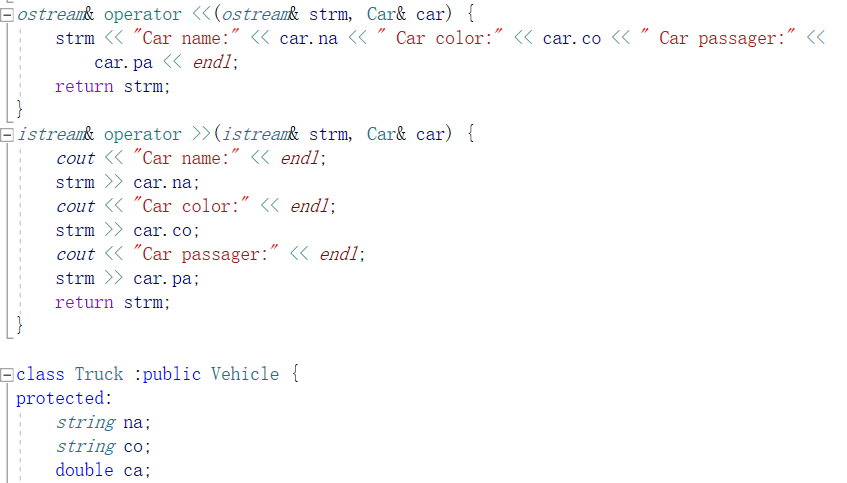 ostream& operator <<(ostream& strm, Car& car) {
    strm << "Car name:" << car.na << " Car color:" << car.co << " Car passager:" <<
        car.pa << endl;
    return strm;
}
istream& operator >>(istream& strm, Car& car) {
    cout << "Car name:" << endl;
    strm >> car.na;
    cout << "Car color:" << endl;
    strm >> car.co;
    cout << "Car passager:" << endl;
    strm >> car.pa;
    return strm;
}
class Truck :public Vehicle {
protected:
    string na;
    string co;
    double ca;